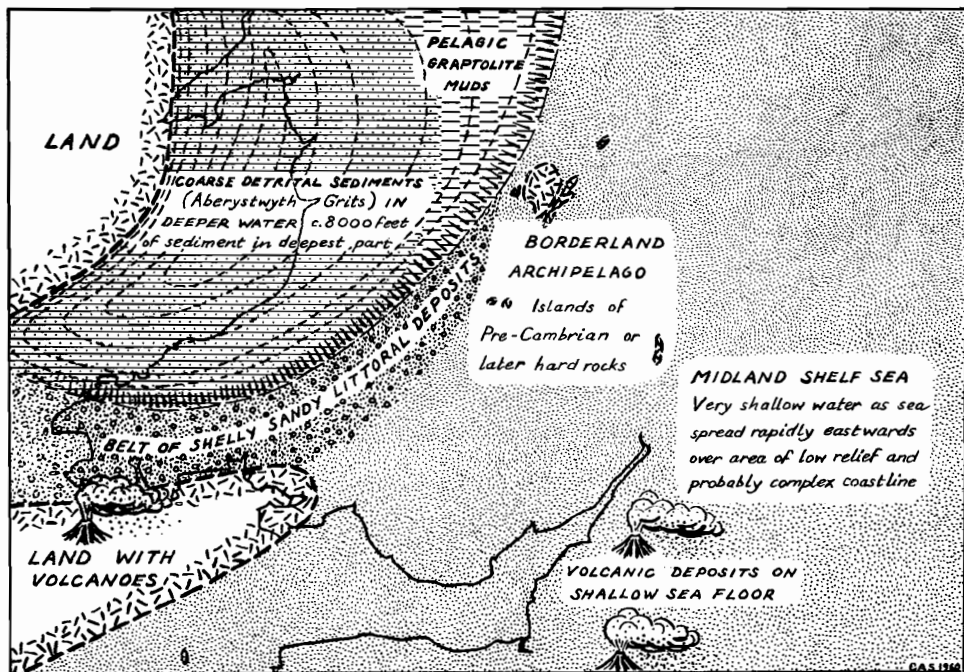 PELAGIC
GRAPTOLITE
MUDS
LAND
COARSE DETRITAL SEDIMENTS
(Aberystwyth Grits) IN
DEEPER WATER c.8000 feet
of sediment in deepest part
BORDERLAND
ARCHIPELAGO
Islands of
Pre-Cambrian or
later hard rocks
BELT OF SHELLY SANDY LITTORAL DEPOSITS
MIDLAND SHELF SEA
Very shallow water as sea
spread rapidly eastwards
over area of low relief and
probably complex coastline
LAND WITH
VOLCANOES
VOLCANIC DEPOSITS ON
SHALLOW SEA FLOOR